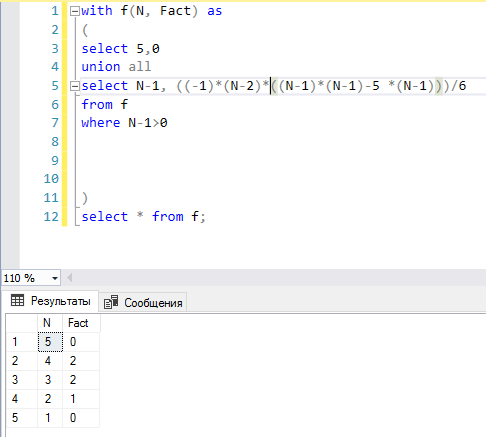 1 with f(N, Fact) as
2 (
3 select 5,0
4 union all
5 select N-1, ((-1)*(N-2)*((N-1)*(N-1)-5 *(N-1)))/6
6 from f
7 where N-1>0
8
9
10
11 )
12 select * from f;
110 %
Результаты Сообщения
N Fact
1 5 0
2 4 2
3 3 2
4 2 1
5 1 0